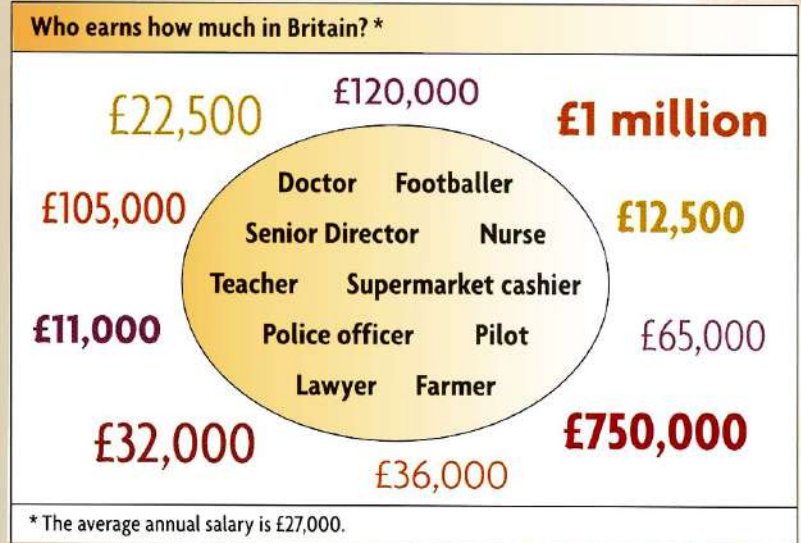 Who earns how much in Britain? *
£120,000
£22,500
£1 million
Doctor Footballer
£105,000
£12,500
Senior Director Nurse
Teacher Supermarket cashier
£11,000
Police officer Pilot
£65,000
Lawyer Farmer
£32,000
£750,000
£36,000
* The average annual salary is £27,000.